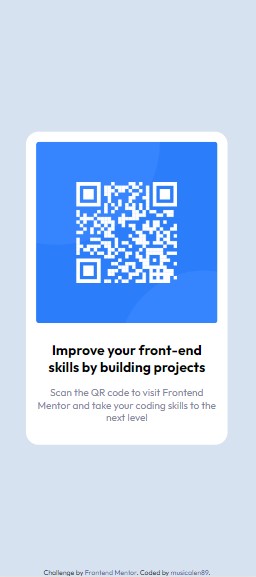 Improve your front-end
skills by building projects
Scan the QR code to visit Frontend
Mentor and take your coding skills to the
next level
Challenge by Frontend Mentor. Coded by musicolen89.